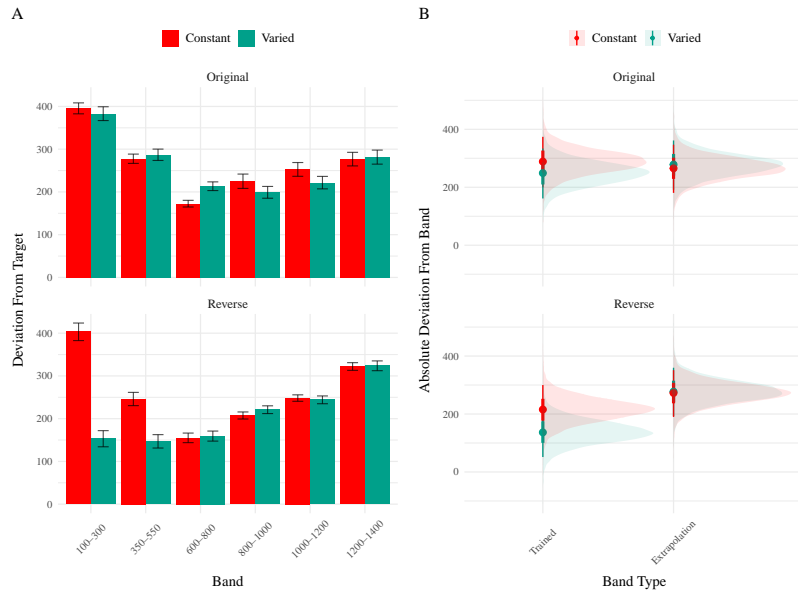 A
Constant Varied
Original
Deviation From Target
400
300
200
100
0
Reverse
400
300
200
100
0
100–300
350–550
600–800
800–1000
1000–1200
1200–1400
Band
B
Constant Varied
Original
Absolute Deviation From Band
400
200
0
Reverse
400
200
0
Trained
Extrapolation
Band Type